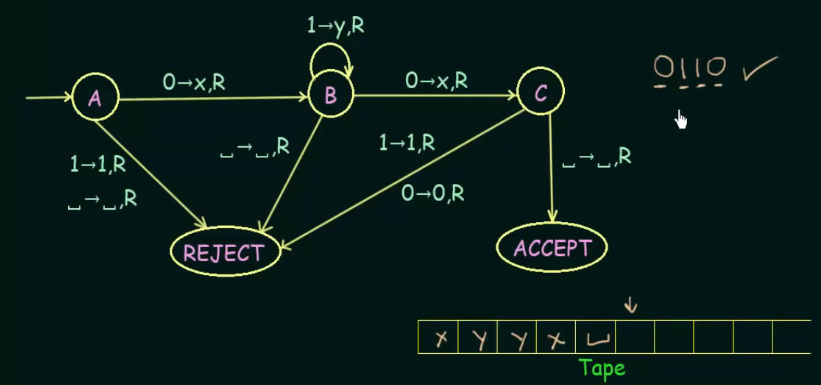 1→y,R
0→x,R
0→x,R
0110 ✓
A
B
C
1→1,R
␣→␣,R
␣→␣,R
1→1,R
␣→␣,R
0→0,R
REJECT
ACCEPT
x y y x ␣
Tape